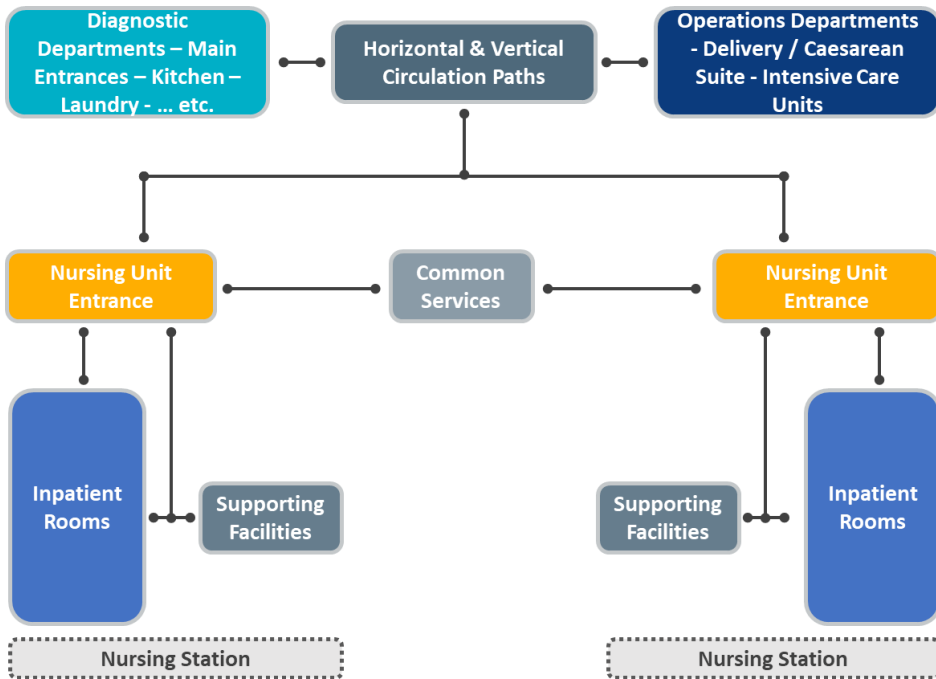 Diagnostic
Departments – Main
Entrances – Kitchen –
Laundry - ... etc.
Horizontal & Vertical
Circulation Paths
Operations Departments
- Delivery / Caesarean
Suite - Intensive Care
Units
Nursing Unit
Entrance
Common
Services
Nursing Unit
Entrance
Inpatient
Rooms
Supporting
Facilities
Supporting
Facilities
Inpatient
Rooms
Nursing Station
Nursing Station